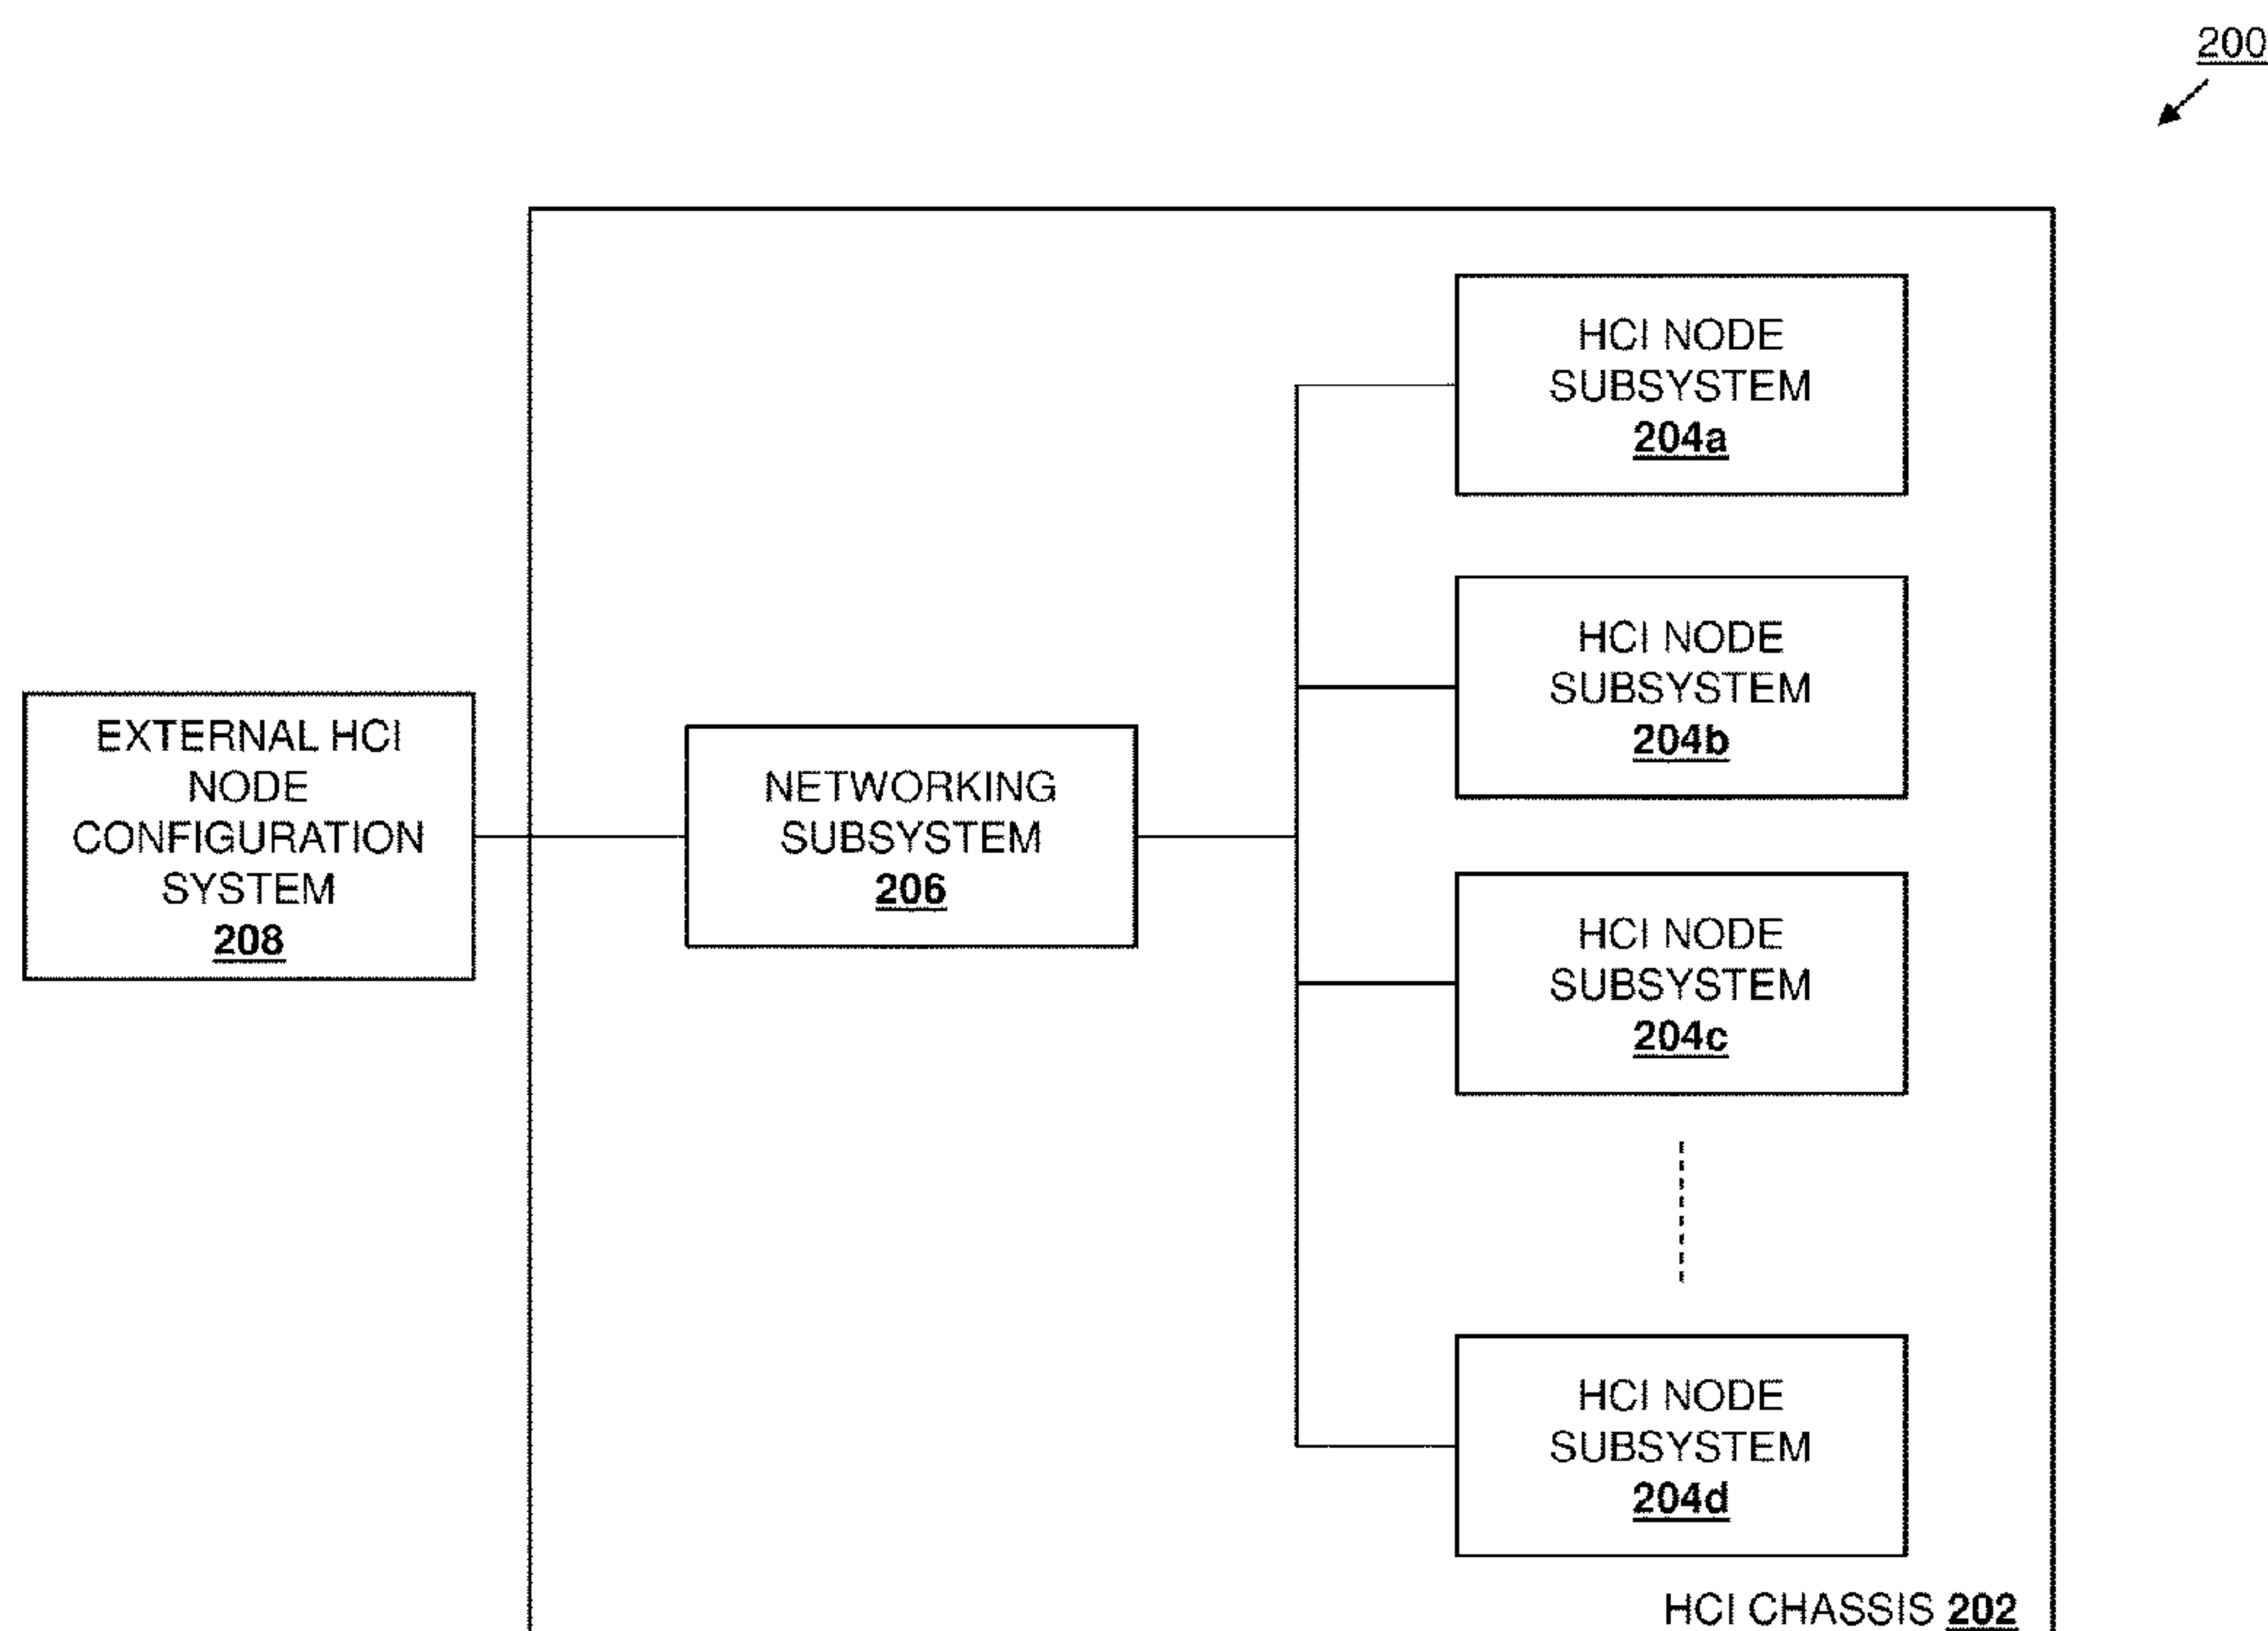 200
HCI NODE
SUBSYSTEM
204a
HCI NODE
SUBSYSTEM
204b
EXTERNAL HCI
NODE
CONFIGURATION
SYSTEM
208
NETWORKING
SUBSYSTEM
206
HCI NODE
SUBSYSTEM
204c
HCI NODE
SUBSYSTEM
204d
HCI CHASSIS 202